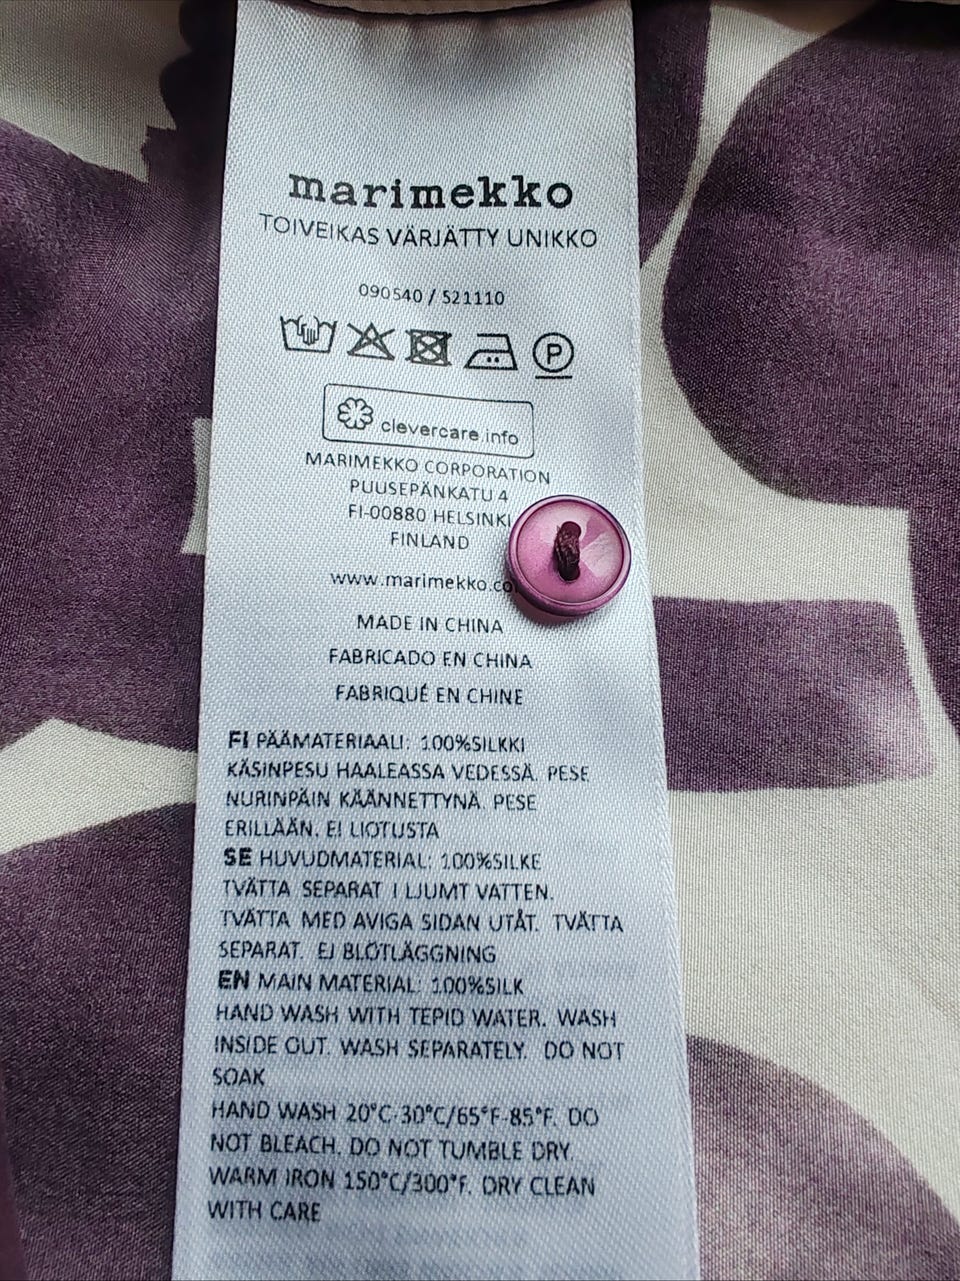 marimekko
TOIVEIKAS VÄRJÄTTY UNIKKO
090540 / 521110
P
clevercare.info
MARIMEKKO CORPORATION
PUUSEPÄNKATU 4
FI-00880 HELSINKI
FINLAND
www.marimekko.co
MADE IN CHINA
FABRICADO EN CHINA
FABRIQUÉ EN CHINE
FI PÄÄMATERIAALI: 100%SILKKI
KÄSINPESU HAALEASSA VEDESSÄ. PESE
NURINPÄIN KÄÄNNETTYNÄ. PESE
ERILLÄÄN. EI LIOTUSTA
SE HUVUDMATERIAL: 100%SILKE
TVÄTTA SEPARAT I LJUMT VATTEN.
TVÄTTA MED AVIGA SIDAN UTÅT. TVÄTTA
SEPARAT. EJ BLÖTLÄGGNING
EN MAIN MATERIAL: 100%SILK
HAND WASH WITH TEPID WATER. WASH
INSIDE OUT. WASH SEPARATELY. DO NOT
SOAK
HAND WASH 20°C-30°C/65°F-85°F. DO
NOT BLEACH. DO NOT TUMBLE DRY.
WARM IRON 150°C/300°F. DRY CLEAN
WITH CARE